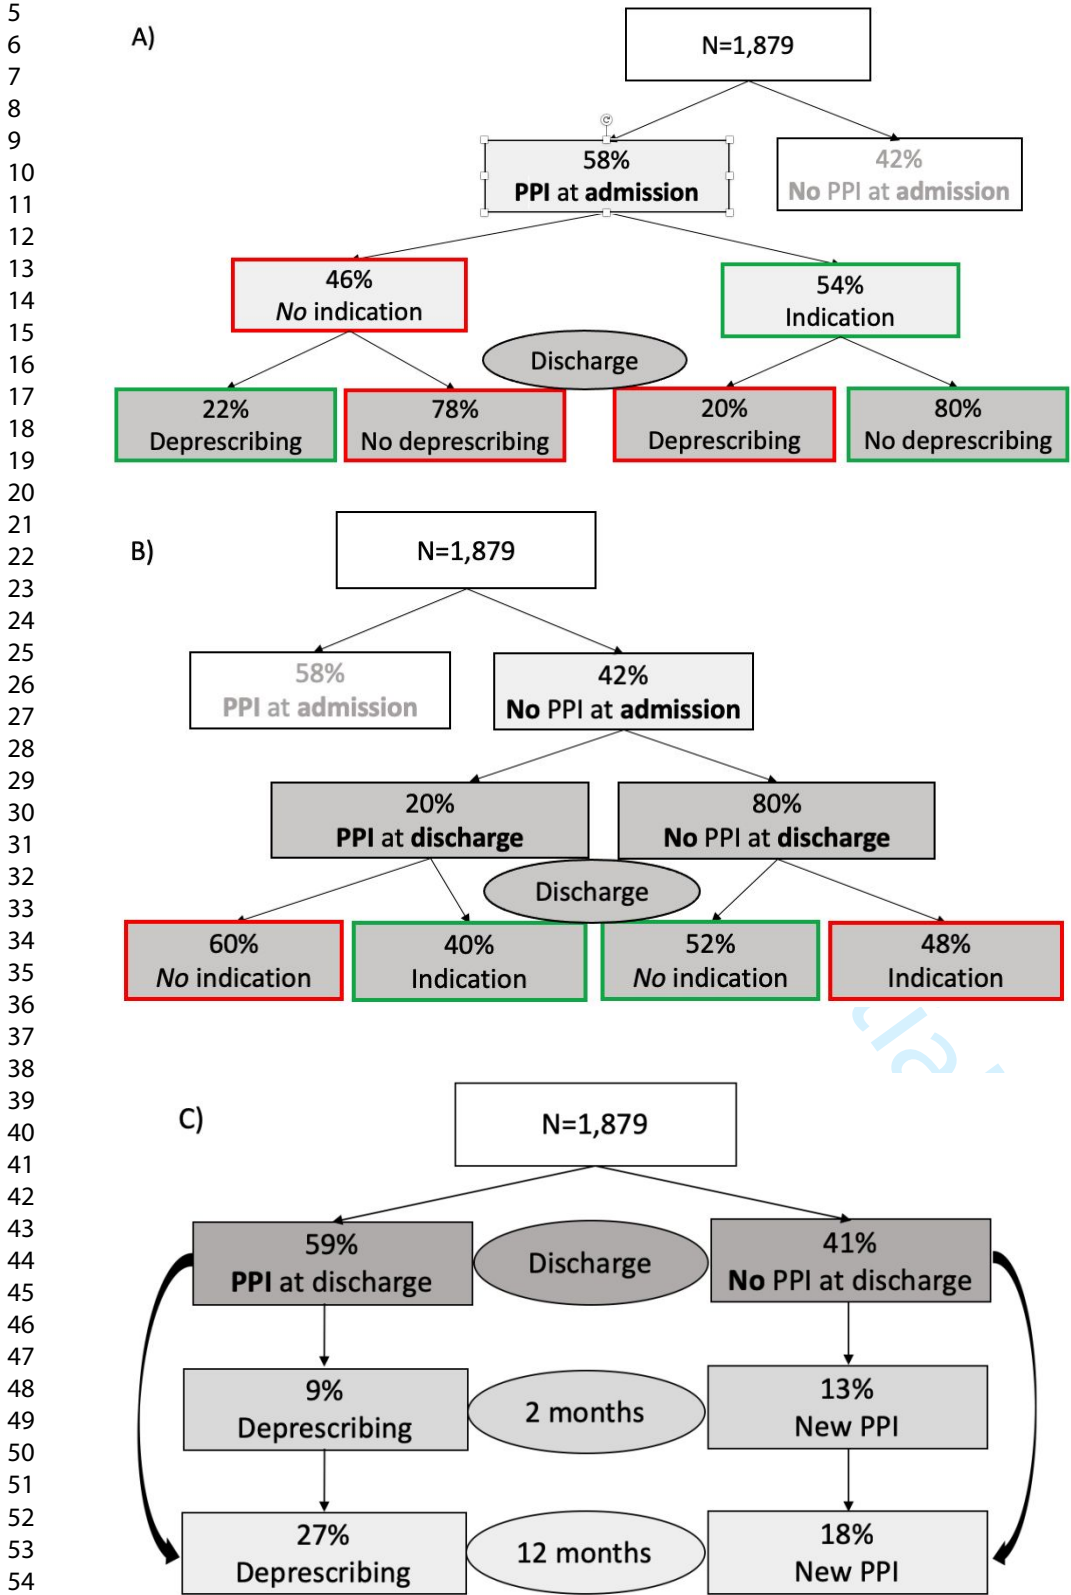 5
6
7
8
9
10
11
12
13
14
15
16
17
18
19
20
21
22
23
24
25
26
27
28
29
30
31
32
33
34
35
36
37
38
39
40
41
42
43
44
45
46
47
48
49
50
51
52
53
54
A)
N=1,879
58%
PPI at admission
42%
No PPI at admission
46%
No indication
54%
Indication
Discharge
22%
Deprescribing
78%
No deprescribing
20%
Deprescribing
80%
No deprescribing
B)
N=1,879
58%
PPI at admission
42%
No PPI at admission
20%
PPI at discharge
80%
No PPI at discharge
Discharge
60%
No indication
40%
Indication
52%
No indication
48%
Indication
C)
N=1,879
59%
PPI at discharge
Discharge
41%
No PPI at discharge
9%
Deprescribing
2 months
13%
New PPI
27%
Deprescribing
12 months
18%
New PPI